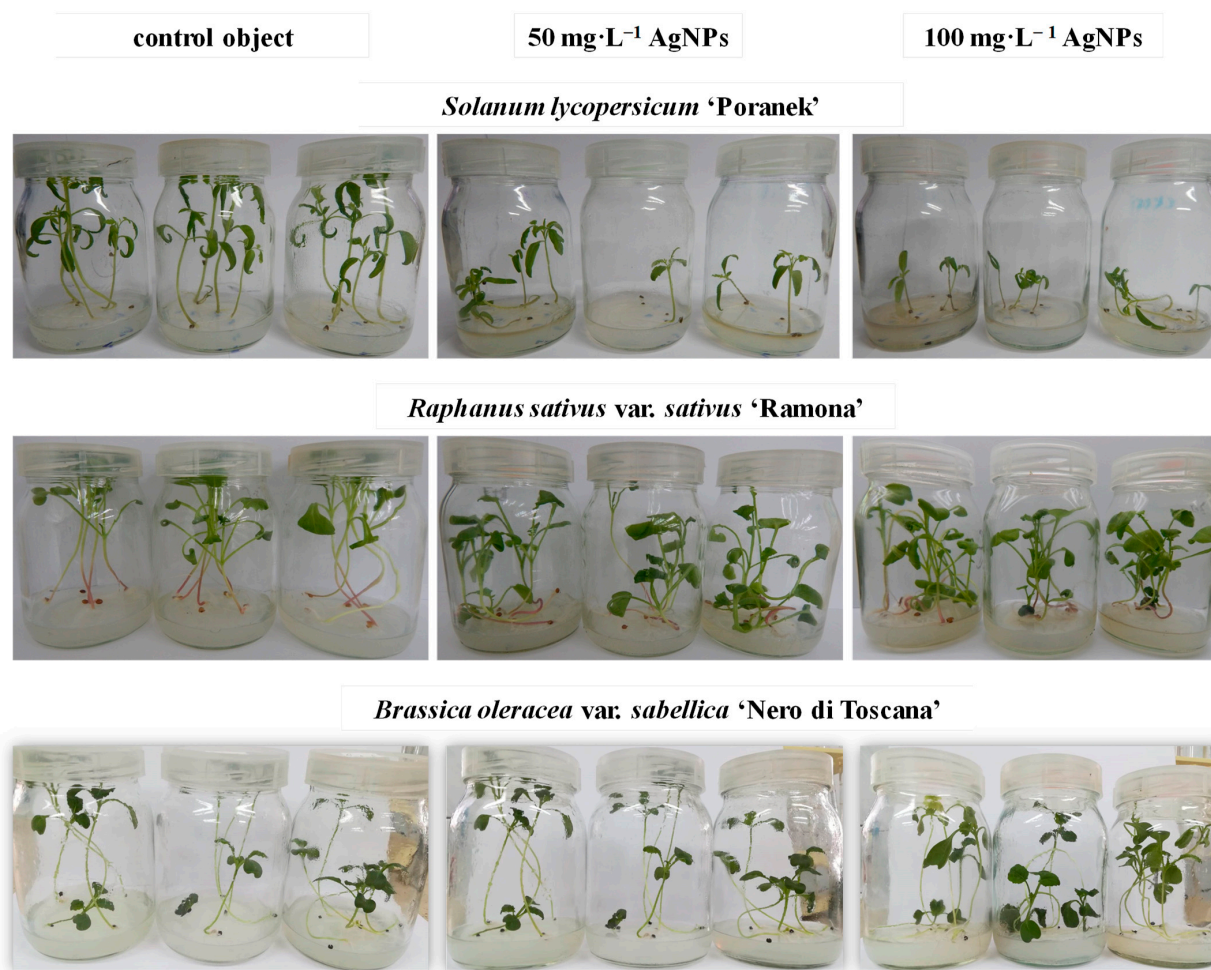 control object
50 mg·L⁻¹ AgNPs
100 mg·L⁻ ¹ AgNPs
Solanum lycopersicum ‘Poranek’
Raphanus sativus var. sativus ‘Ramona’
Brassica oleracea var. sabellica ‘Nero di Toscana’